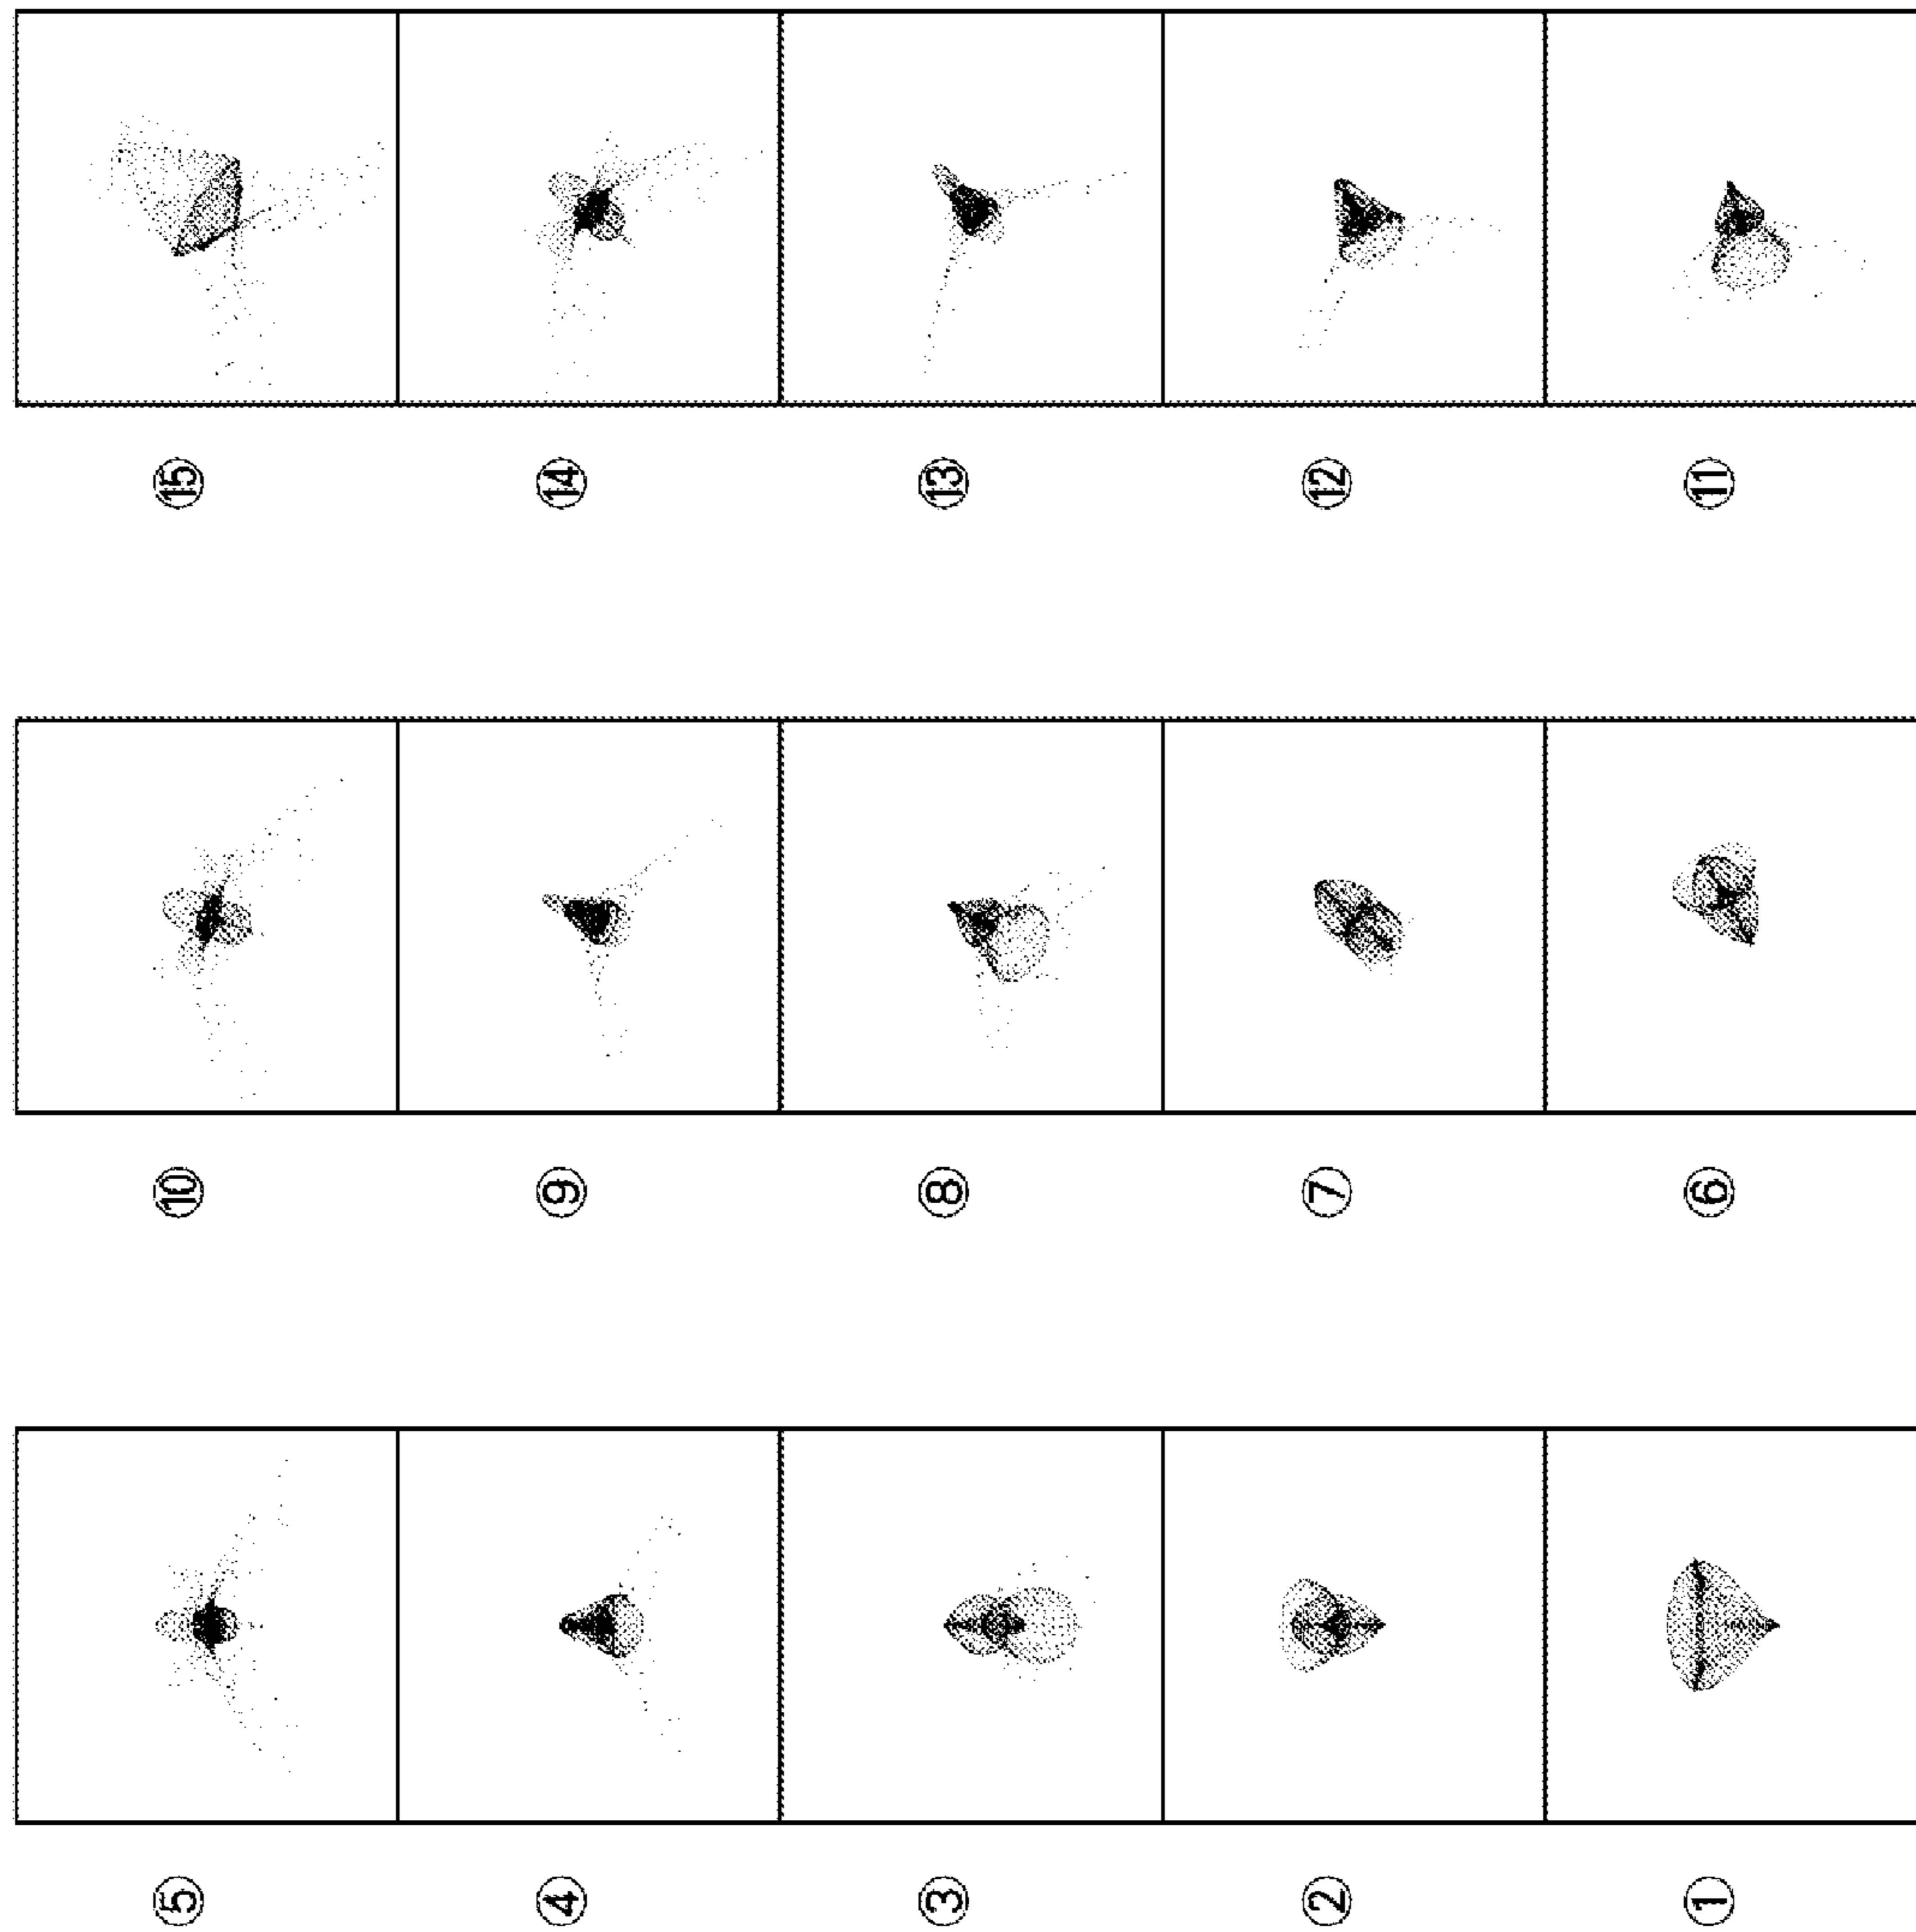 ⑤ ⑩ ⑮
④ ⑨ ⑭
③ ⑧ ⑬
② ⑦ ⑫
① ⑥ ⑪